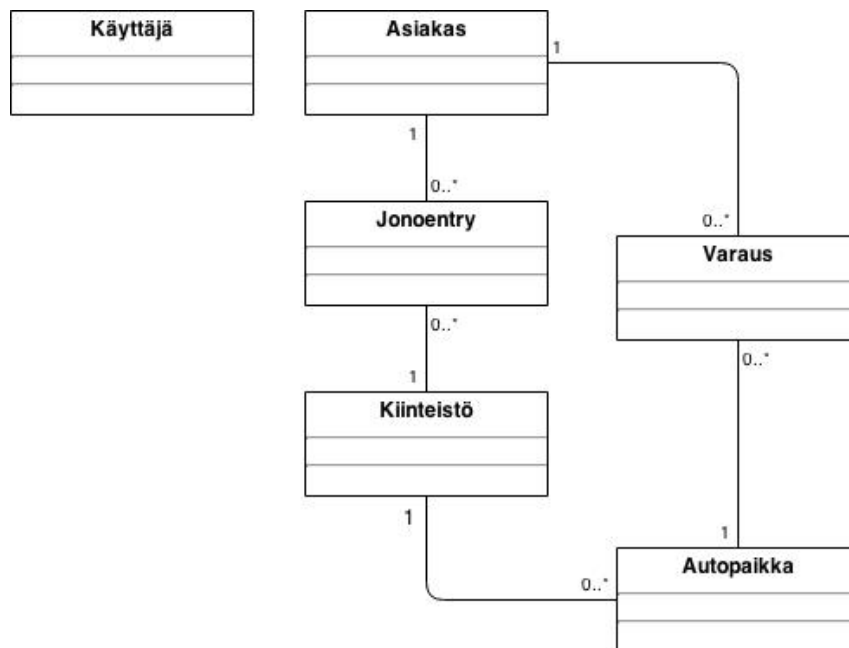 Käyttäjä
Asiakas
1
1
0..*
Jonoentry
0..*
Varaus
0..*
0..*
1
Kiinteistö
1
1
0..*
Autopaikka